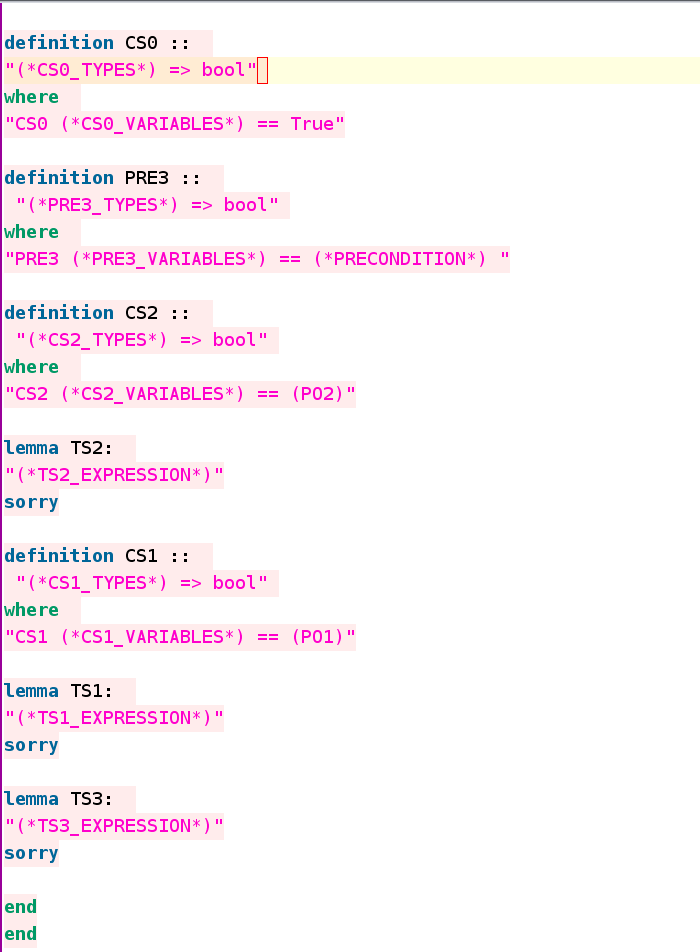 definition CS0 ::
"(*CS0_TYPES*) => bool"
where
"CS0 (*CS0_VARIABLES*) == True"
definition PRE3 ::
"(*PRE3_TYPES*) => bool"
where
"PRE3 (*PRE3_VARIABLES*) == (*PRECONDITION*) "
definition CS2 ::
"(*CS2_TYPES*) => bool"
where
"CS2 (*CS2_VARIABLES*) == (PO2)"
lemma TS2:
"(*TS2_EXPRESSION*)"
sorry
definition CS1 ::
"(*CS1_TYPES*) => bool"
where
"CS1 (*CS1_VARIABLES*) == (PO1)"
lemma TS1:
"(*TS1_EXPRESSION*)"
sorry
lemma TS3:
"(*TS3_EXPRESSION*)"
sorry
end
end